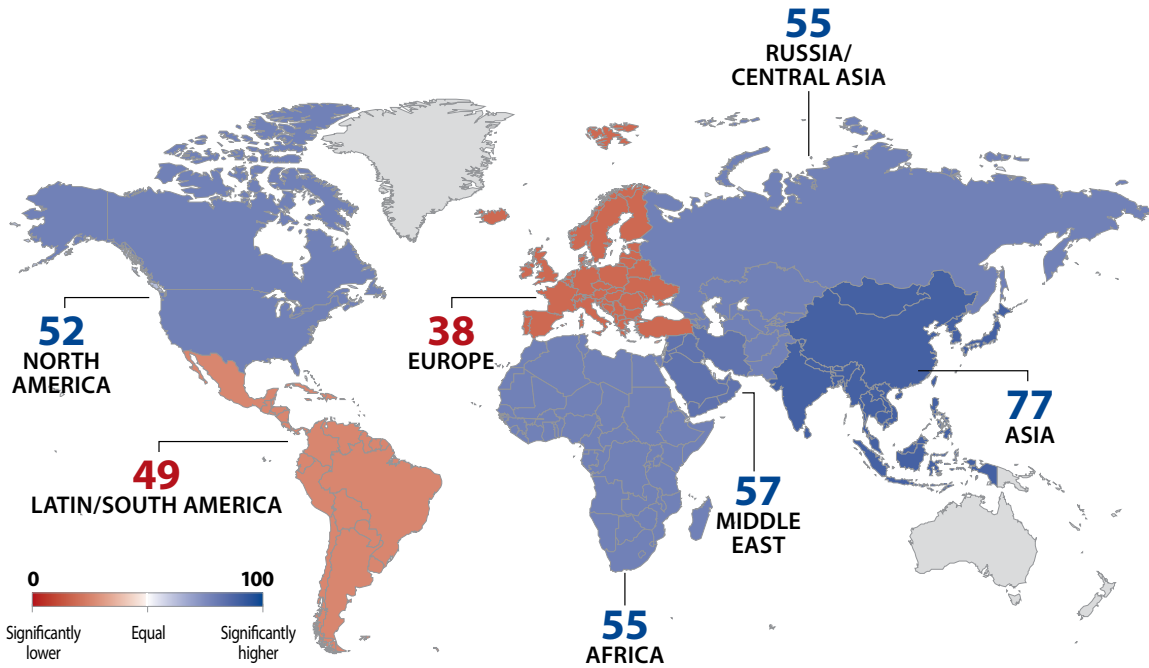 55
RUSSIA/
CENTRAL ASIA
52
NORTH
AMERICA
38
EUROPE
77
ASIA
49
LATIN/SOUTH AMERICA
57
MIDDLE
EAST
55
AFRICA
0 100
Significantly lower Equal Significantly higher